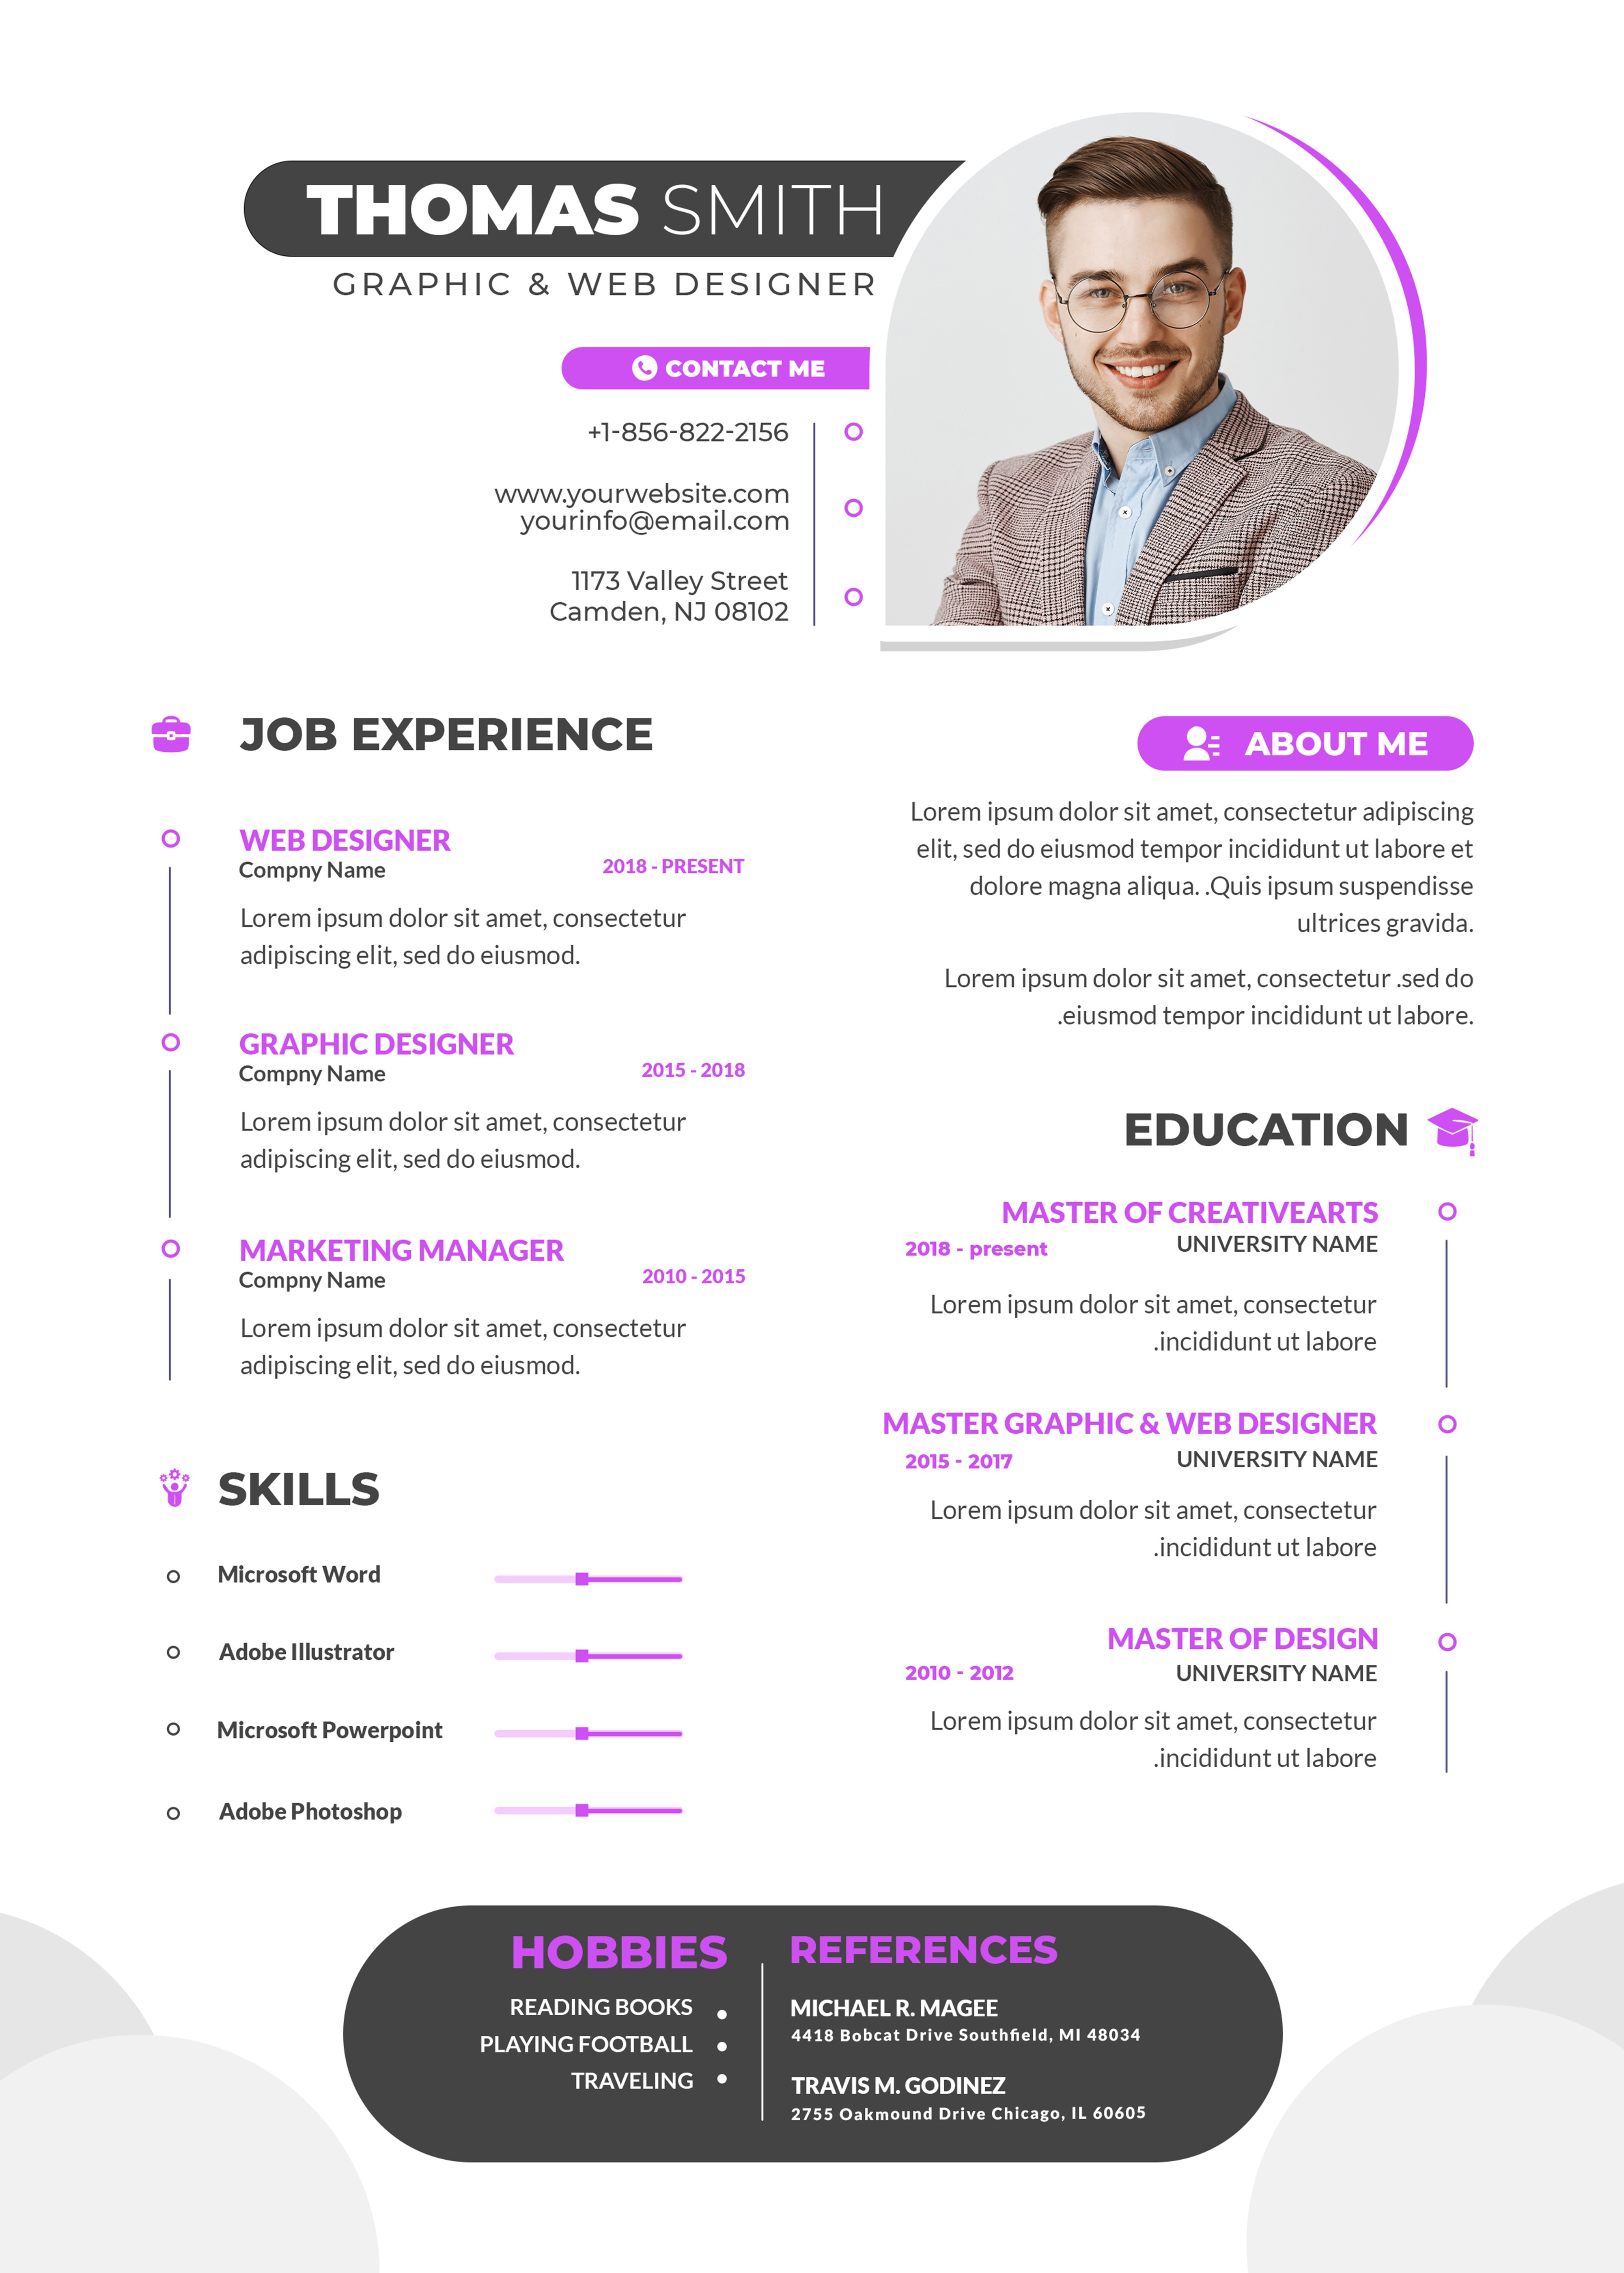 THOMAS SMITH
GRAPHIC & WEB DESIGNER
CONTACT ME
+1-856-822-2156
www.yourwebsite.com
yourinfo@email.com
1173 Valley Street
Camden, NJ 08102
JOB EXPERIENCE
WEB DESIGNER
Compny Name
2018 - PRESENT
Lorem ipsum dolor sit amet, consectetur
adipiscing elit, sed do eiusmod.
GRAPHIC DESIGNER
Compny Name
2015 - 2018
Lorem ipsum dolor sit amet, consectetur
adipiscing elit, sed do eiusmod.
MARKETING MANAGER
Compny Name
2010 - 2015
Lorem ipsum dolor sit amet, consectetur
adipiscing elit, sed do eiusmod.
SKILLS
Microsoft Word
Adobe Illustrator
Microsoft Powerpoint
Adobe Photoshop
ABOUT ME
Lorem ipsum dolor sit amet, consectetur adipiscing
elit, sed do eiusmod tempor incididunt ut labore et
dolore magna aliqua. .Quis ipsum suspendisse
ultrices gravida.
Lorem ipsum dolor sit amet, consectetur .sed do
.eiusmod tempor incididunt ut labore.
EDUCATION
MASTER OF CREATIVEARTS
2018 - present
UNIVERSITY NAME
Lorem ipsum dolor sit amet, consectetur
.incididunt ut labore
MASTER GRAPHIC & WEB DESIGNER
2015 - 2017
UNIVERSITY NAME
Lorem ipsum dolor sit amet, consectetur
.incididunt ut labore
MASTER OF DESIGN
2010 - 2012
UNIVERSITY NAME
Lorem ipsum dolor sit amet, consectetur
.incididunt ut labore
HOBBIES
READING BOOKS
PLAYING FOOTBALL
TRAVELING
REFERENCES
MICHAEL R. MAGEE
4418 Bobcat Drive Southfield, MI 48034
TRAVIS M. GODINEZ
2755 Oakmound Drive Chicago, IL 60605